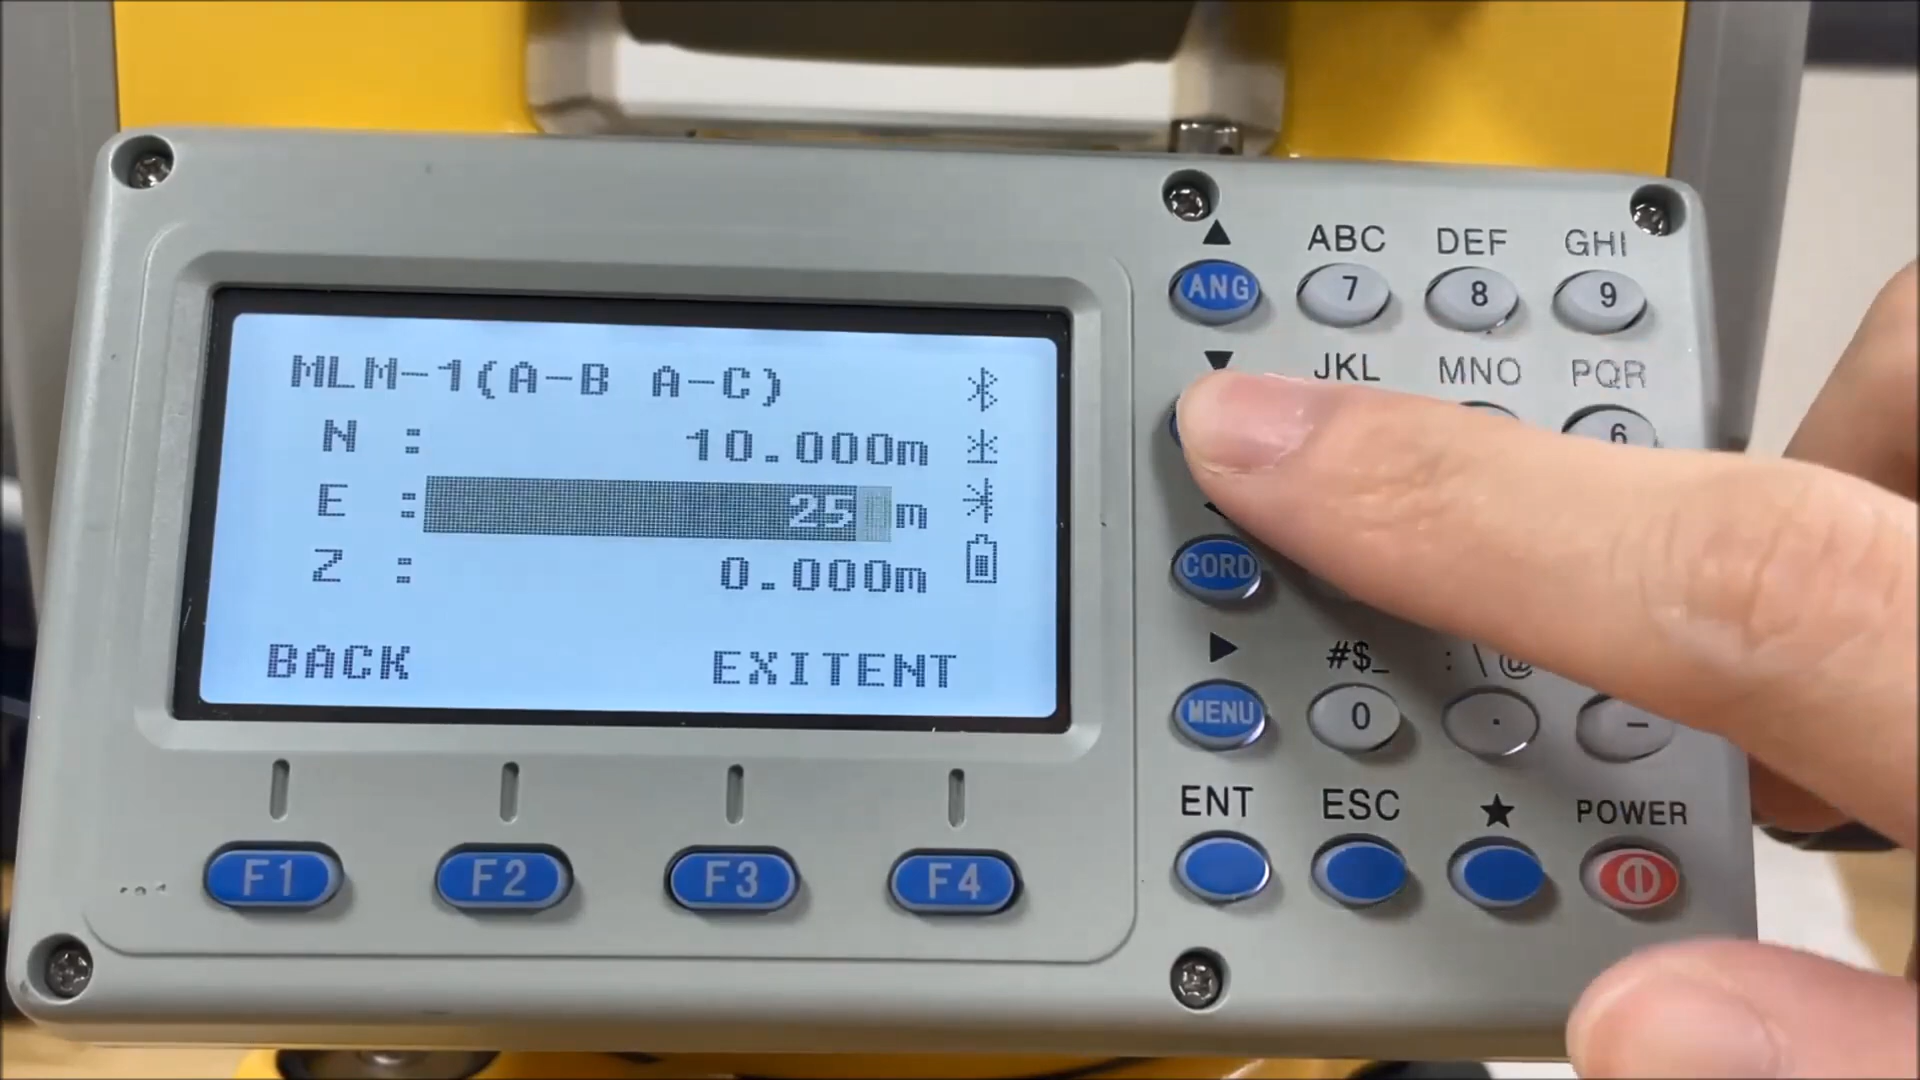 MLM-1(A-B A-C)
N : 10.000m
E : 25 m
Z : 0.000m
BACK EXITENT
F1 F2 F3 F4
ABC DEF GHI
ANG 7 8 9
JKL MNO PQR
6
CORD
#$_ : \@
MENU 0 . -
ENT ESC ★ POWER